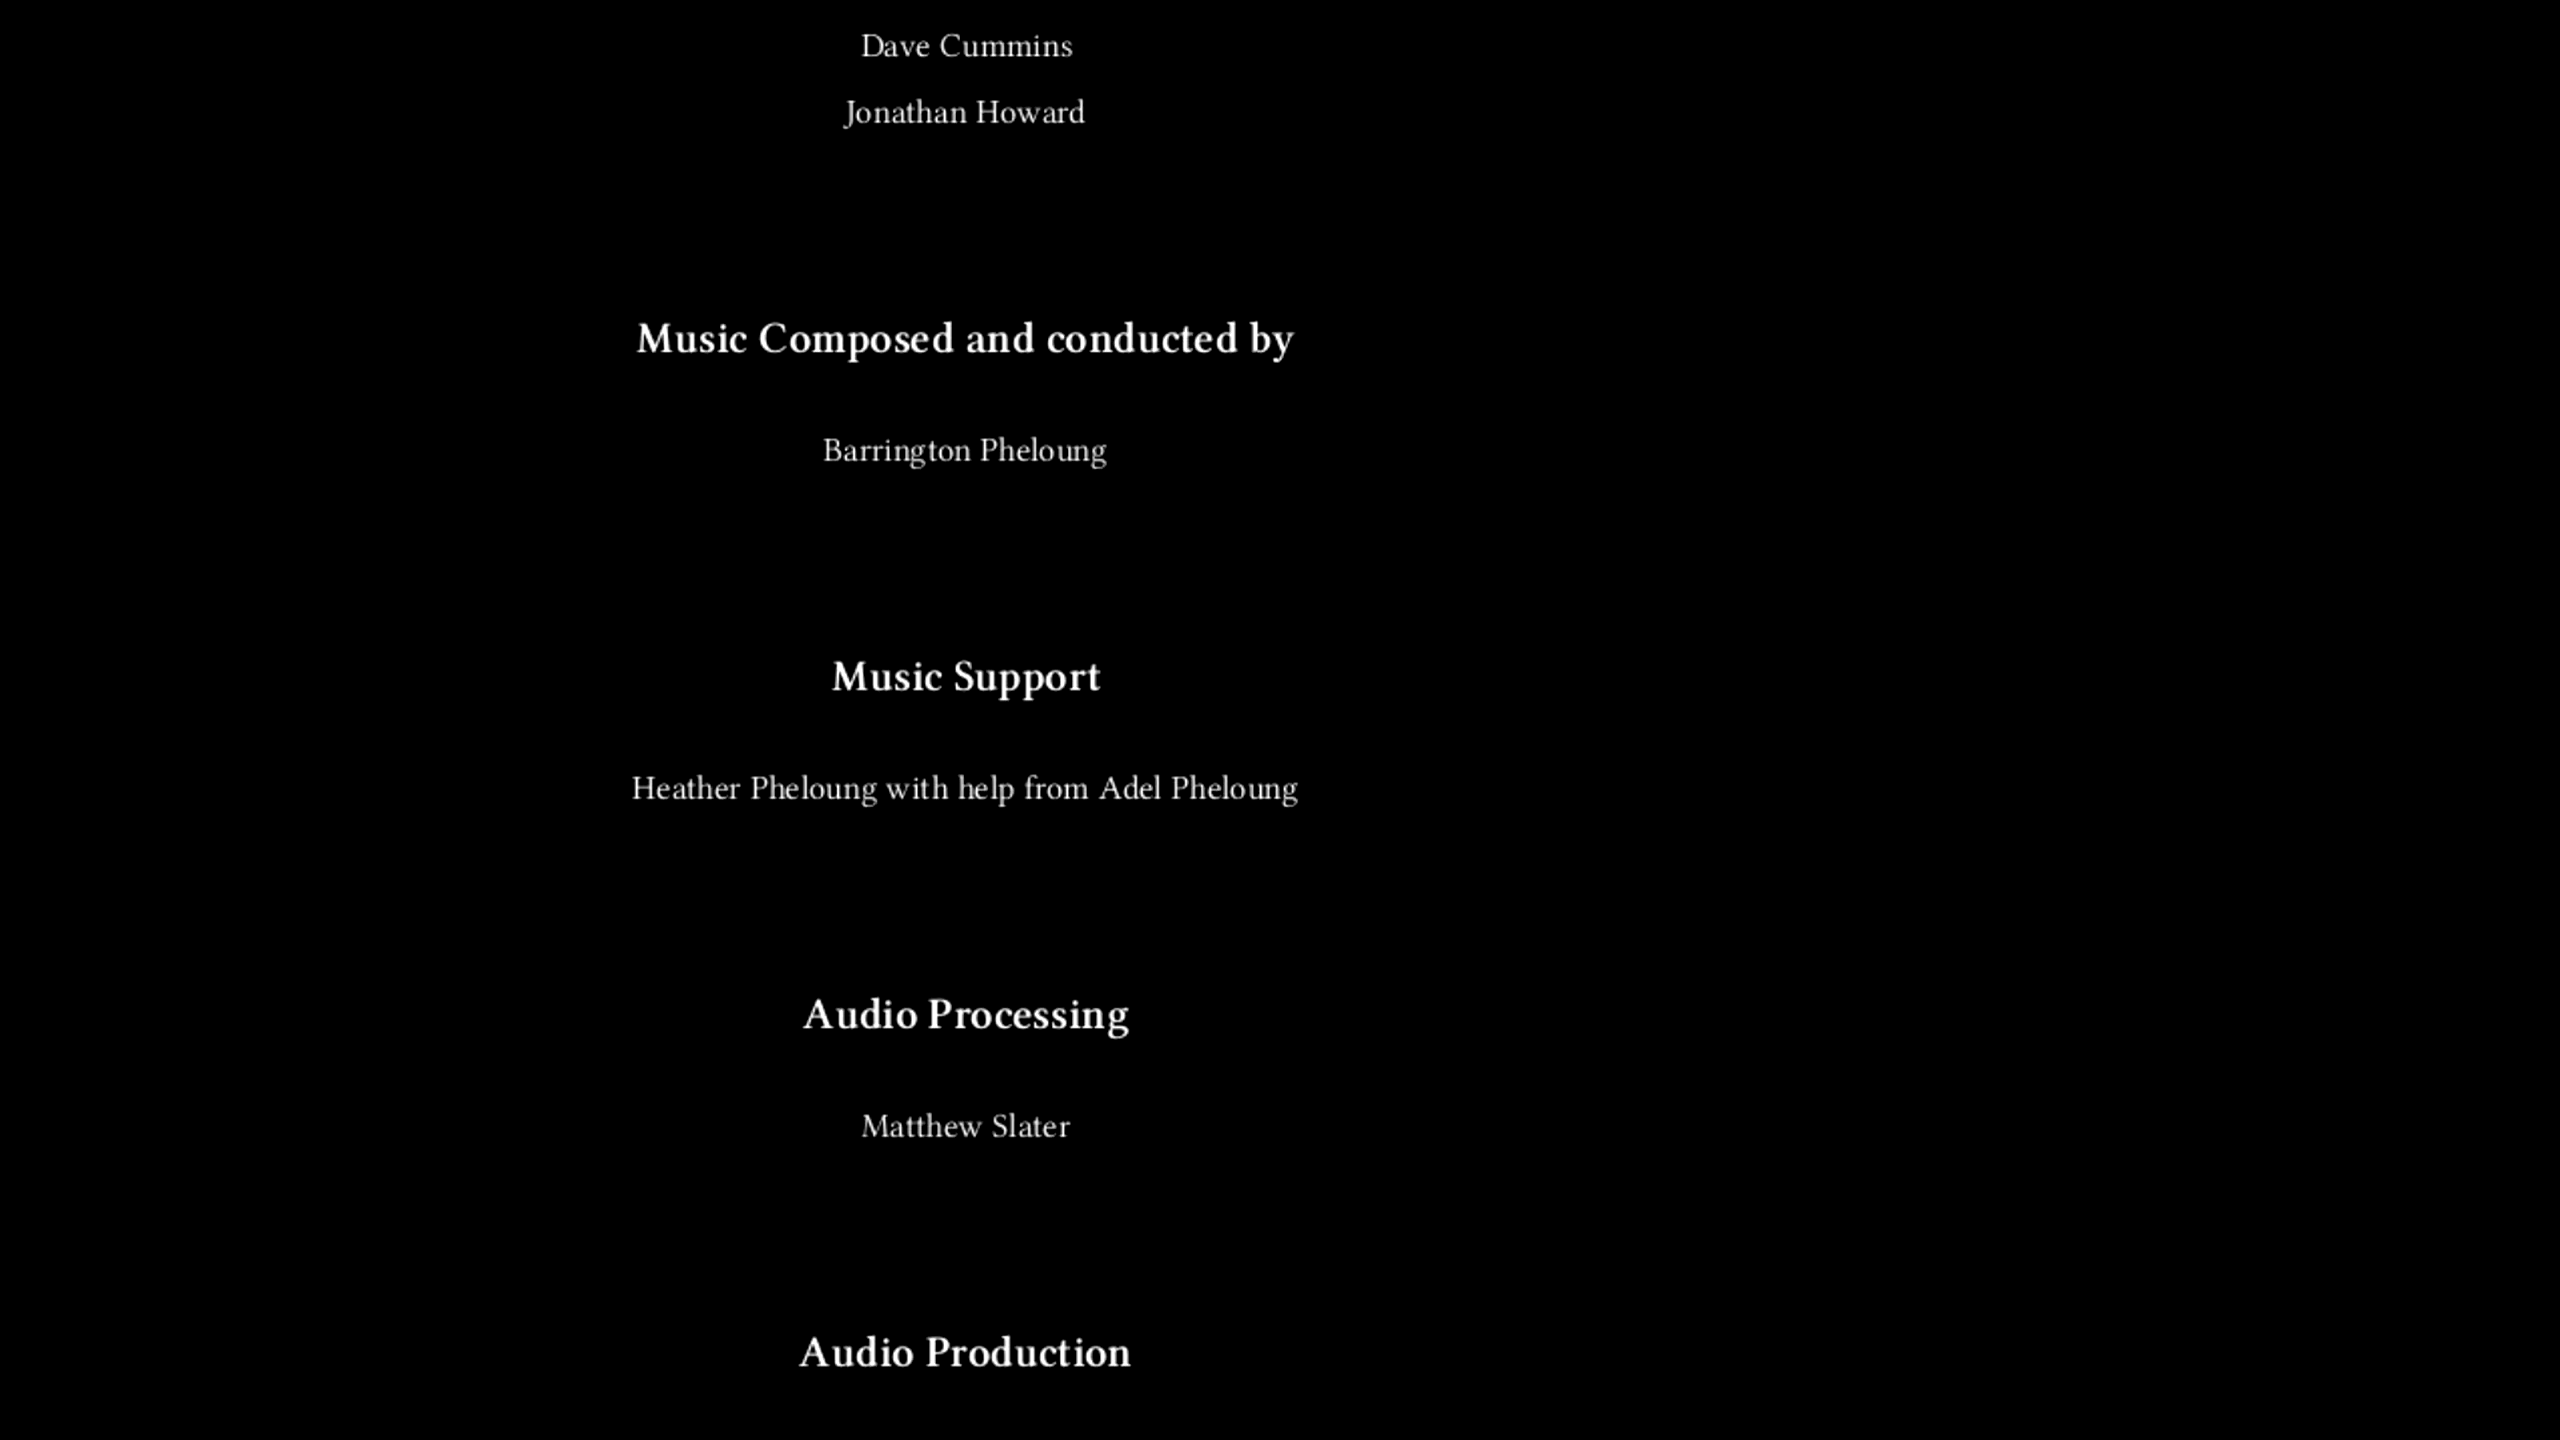 Dave Cummins
Jonathan Howard
Music Composed and conducted by
Barrington Pheloung
Music Support
Heather Pheloung with help from Adel Pheloung
Audio Processing
Matthew Slater
Audio Production